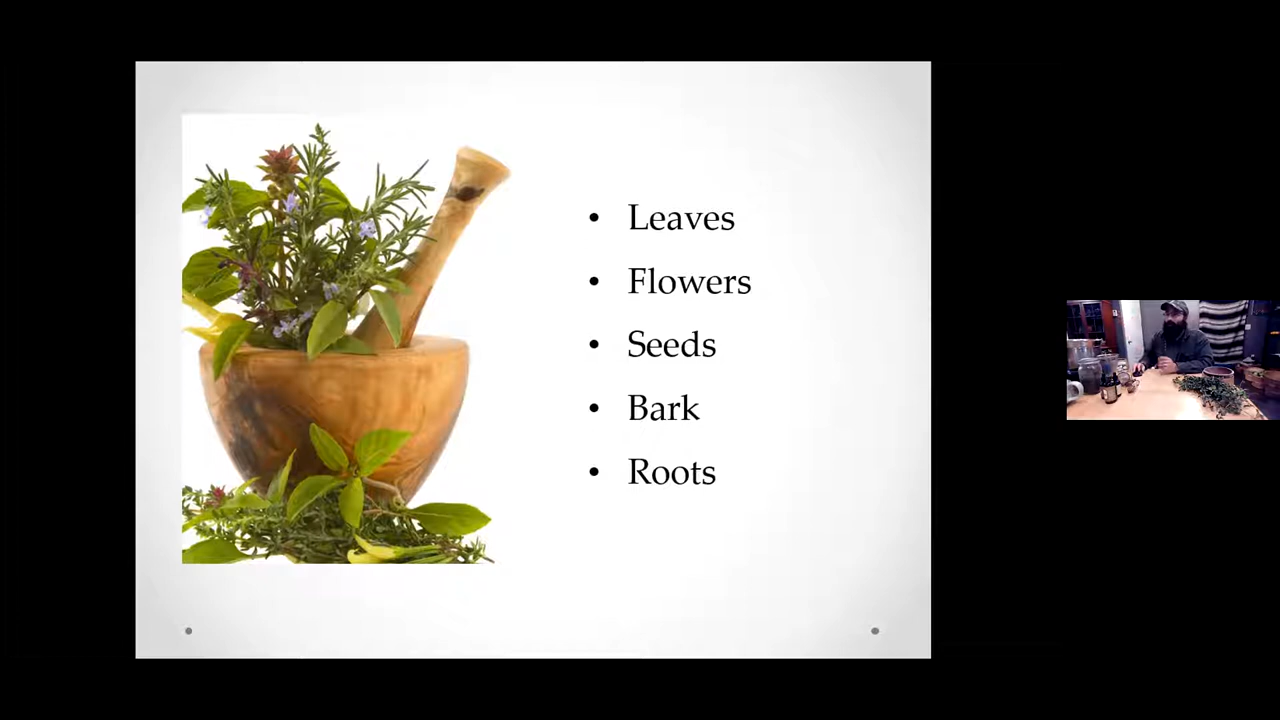 • Leaves
• Flowers
• Seeds
• Bark
• Roots